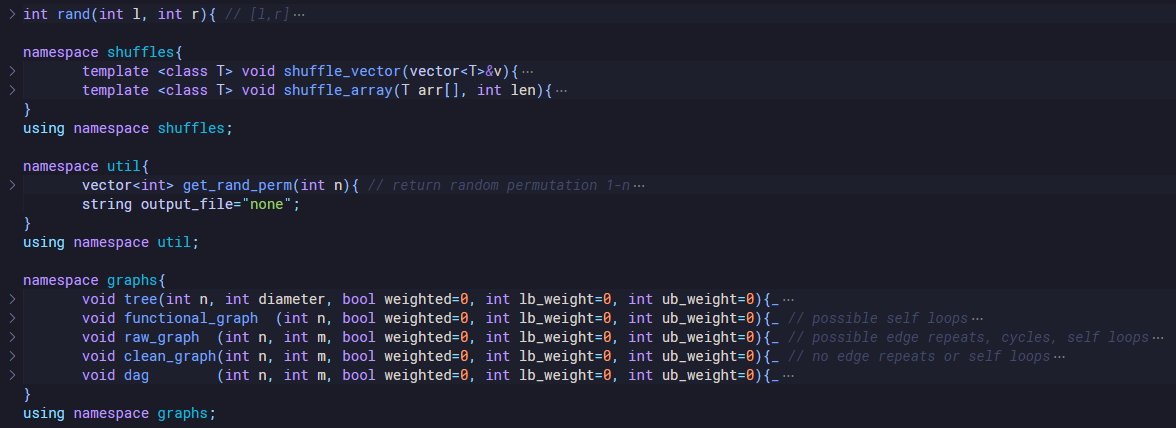 int rand(int l, int r){ // [l,r]⋯
namespace shuffles{
template <class T> void shuffle_vector(vector<T>&v){⋯
template <class T> void shuffle_array(T arr[], int len){⋯
}
using namespace shuffles;
namespace util{
vector<int> get_rand_perm(int n){ // return random permutation 1-n⋯
string output_file="none";
}
using namespace util;
namespace graphs{
void tree(int n, int diameter, bool weighted=0, int lb_weight=0, int ub_weight=0){_⋯
void functional_graph  (int n, bool weighted=0, int lb_weight=0, int ub_weight=0){_ // possible self loops⋯
void raw_graph  (int n, int m, bool weighted=0, int lb_weight=0, int ub_weight=0){_ // possible edge repeats, cycles, self loops⋯
void clean_graph(int n, int m, bool weighted=0, int lb_weight=0, int ub_weight=0){_ // no edge repeats or self loops⋯
void dag        (int n, int m, bool weighted=0, int lb_weight=0, int ub_weight=0){_⋯
}
using namespace graphs;